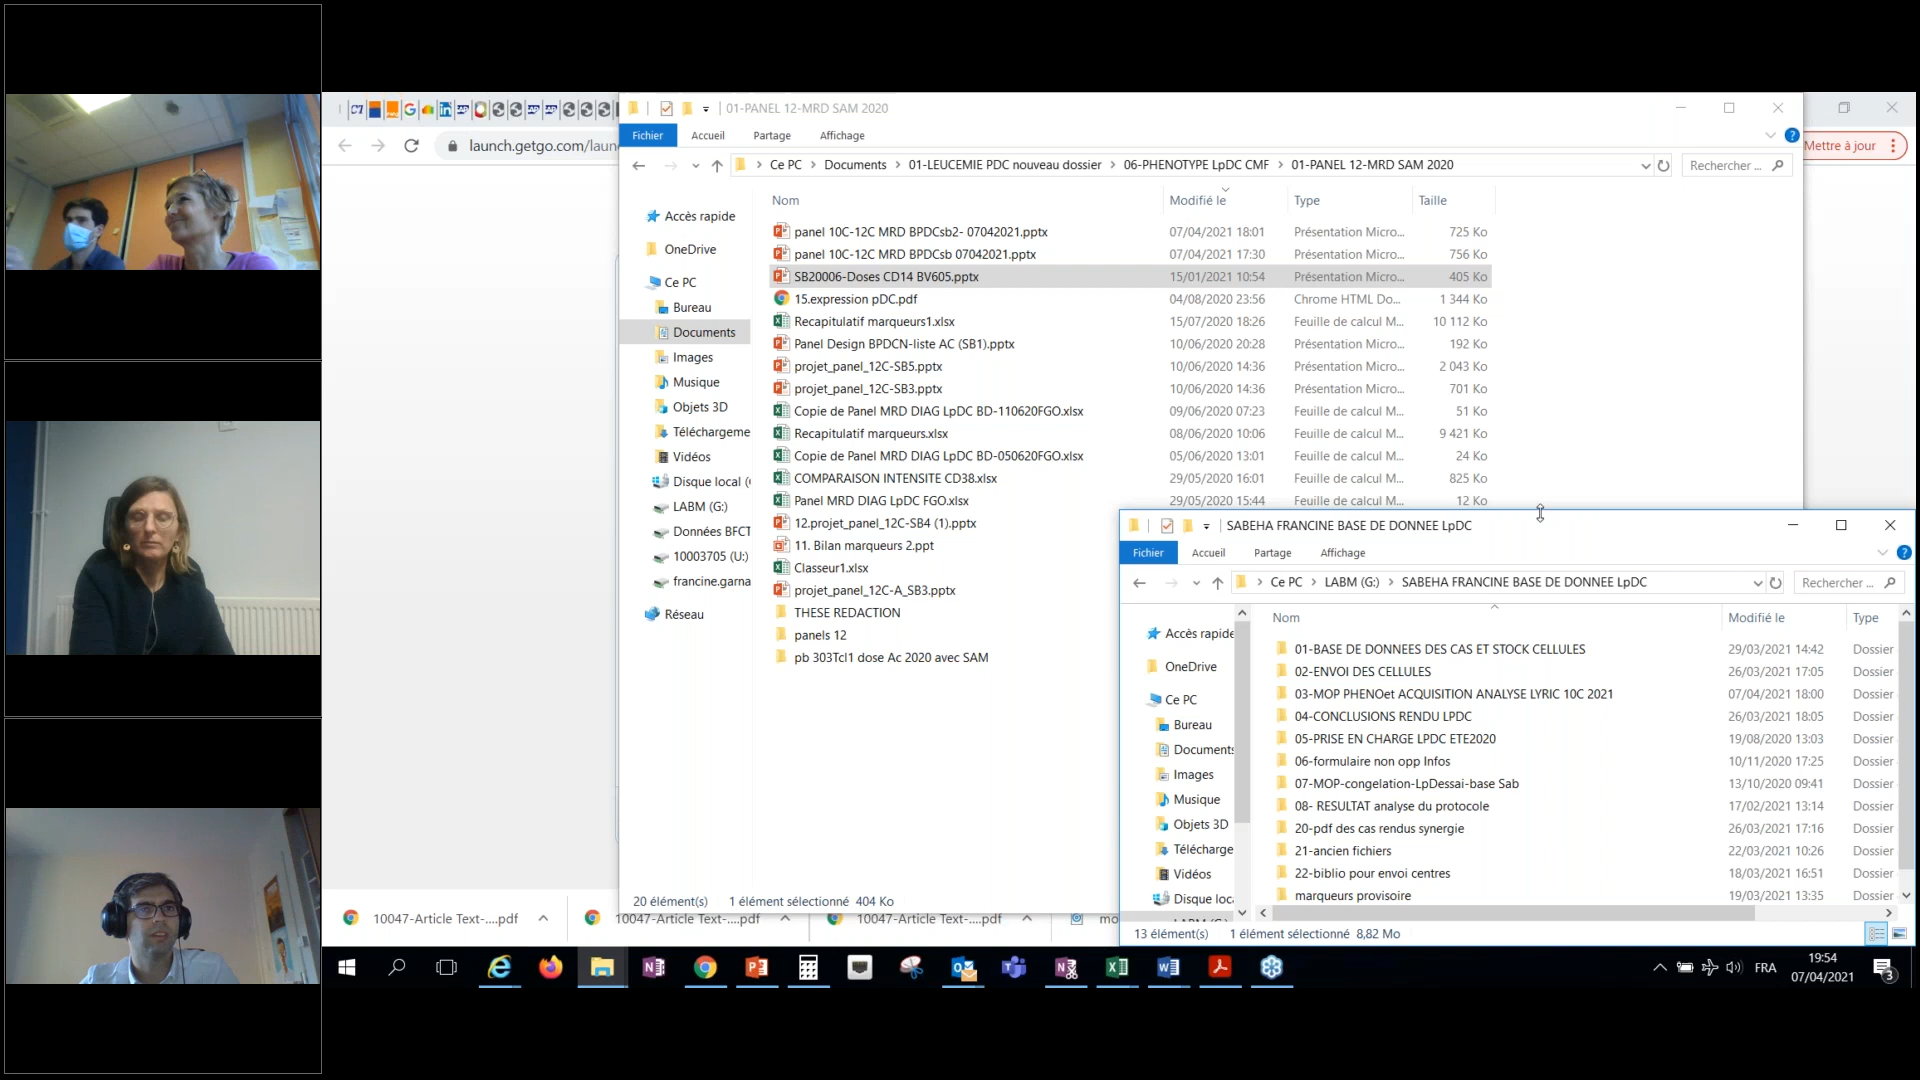 01-PANEL 12-MRD SAM 2020
Fichier Accueil Partage Affichage
launch.getgo.com/laun
Mettre à jour
Ce PC > Documents > 01-LEUCEMIE PDC nouveau dossier > 06-PHENOTYPE LpDC CMF > 01-PANEL 12-MRD SAM 2020
Rechercher ...
Nom Modifié le Type Taille
Accès rapide
OneDrive
Ce PC
Bureau
Documents
Images
Musique
Objets 3D
Téléchargeme
Vidéos
Disque local (
LABM (G:)
Données BFCT
10003705 (U:)
francine.garna
Réseau
panel 10C-12C MRD BPDCsb2- 07042021.pptx 07/04/2021 18:01 Présentation Micro... 725 Ko
panel 10C-12C MRD BPDCsb 07042021.pptx 07/04/2021 17:30 Présentation Micro... 756 Ko
SB20006-Doses CD14 BV605.pptx 15/01/2021 10:54 Présentation Micro... 405 Ko
15.expression pDC.pdf 04/08/2020 23:56 Chrome HTML Do... 1 344 Ko
Recapitulatif marqueurs1.xlsx 15/07/2020 18:26 Feuille de calcul M... 10 112 Ko
Panel Design BPDCN-liste AC (SB1).pptx 10/06/2020 20:28 Présentation Micro... 192 Ko
projet_panel_12C-SB5.pptx 10/06/2020 14:36 Présentation Micro... 2 043 Ko
projet_panel_12C-SB3.pptx 10/06/2020 14:36 Présentation Micro... 701 Ko
Copie de Panel MRD DIAG LpDC BD-110620FGO.xlsx 09/06/2020 07:23 Feuille de calcul M... 51 Ko
Recapitulatif marqueurs.xlsx 08/06/2020 10:06 Feuille de calcul M... 9 421 Ko
Copie de Panel MRD DIAG LpDC BD-050620FGO.xlsx 05/06/2020 13:01 Feuille de calcul M... 24 Ko
COMPARAISON INTENSITE CD38.xlsx 29/05/2020 16:01 Feuille de calcul M... 825 Ko
Panel MRD DIAG LpDC FGO.xlsx 29/05/2020 15:44 Feuille de calcul M... 12 Ko
12.projet_panel_12C-SB4 (1).pptx
11. Bilan marqueurs 2.ppt
Classeur1.xlsx
projet_panel_12C-A_SB3.pptx
THESE REDACTION
panels 12
pb 303Tcl1 dose Ac 2020 avec SAM
20 élément(s) 1 élément sélectionné 404 Ko
SABEHA FRANCINE BASE DE DONNEE LpDC
Fichier Accueil Partage Affichage
Ce PC > LABM (G:) > SABEHA FRANCINE BASE DE DONNEE LpDC
Rechercher ...
Nom Modifié le Type
Accès rapide
OneDrive
Ce PC
Bureau
Documents
Images
Musique
Objets 3D
Télécharge
Vidéos
Disque loca
01-BASE DE DONNEES DES CAS ET STOCK CELLULES 29/03/2021 14:42 Dossier
02-ENVOI DES CELLULES 26/03/2021 17:05 Dossier
03-MOP PHENOet ACQUISITION ANALYSE LYRIC 10C 2021 07/04/2021 18:00 Dossier
04-CONCLUSIONS RENDU LPDC 26/03/2021 18:05 Dossier
05-PRISE EN CHARGE LPDC ETE2020 19/08/2020 13:03 Dossier
06-formulaire non opp Infos 10/11/2020 17:25 Dossier
07-MOP-congelation-LpDessai-base Sab 13/10/2020 09:41 Dossier
08- RESULTAT analyse du protocole 17/02/2021 13:14 Dossier
20-pdf des cas rendus synergie 26/03/2021 17:16 Dossier
21-ancien fichiers 22/03/2021 10:26 Dossier
22-biblio pour envoi centres 18/03/2021 16:51 Dossier
marqueurs provisoire 19/03/2021 13:35 Dossier
13 élément(s) 1 élément sélectionné 8,82 Mo
10047-Article Text-....pdf
10047-Article Text-....pdf
10047-Article Text-....pdf
mo
FRA
19:54
07/04/2021
3